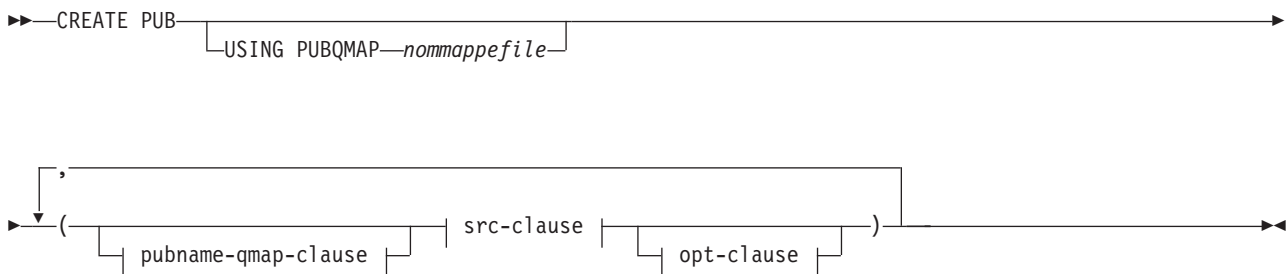 CREATE PUB
USING PUBQMAP nommappefile
,
( src-clause )
pubname-qmap-clause opt-clause